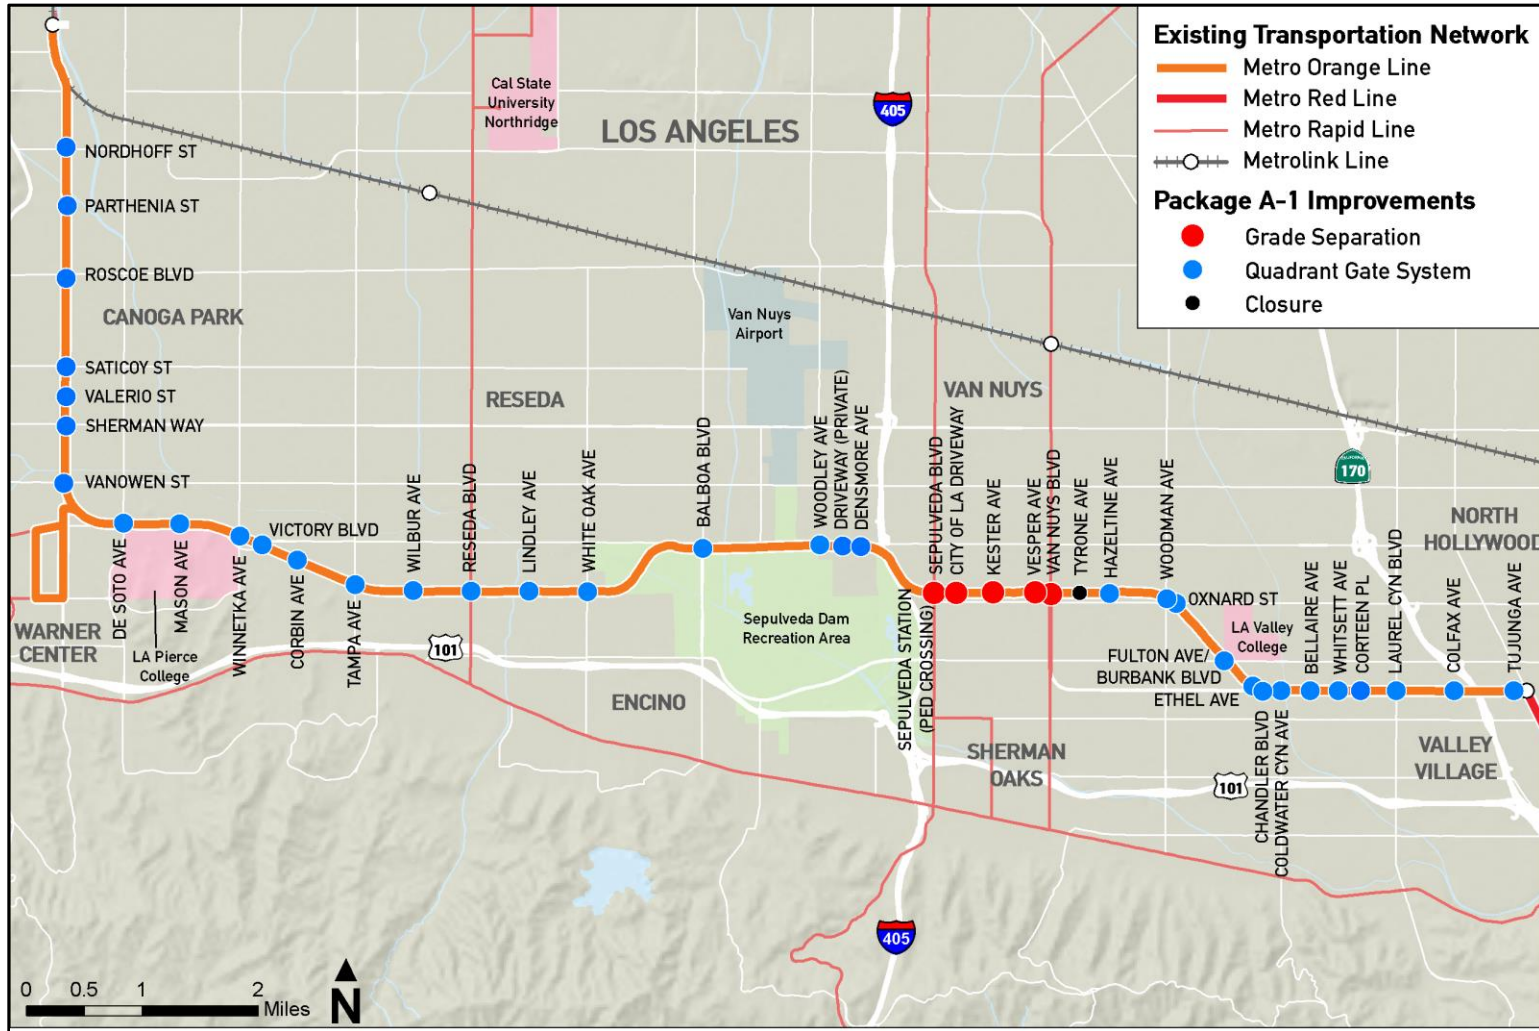 Existing Transportation Network
Metro Orange Line
Metro Red Line
Metro Rapid Line
Metrolink Line
Package A-1 Improvements
Grade Separation
Quadrant Gate System
Closure
Cal State
University
Northridge
LOS ANGELES
405
NORDHOFF ST
PARTHENIA ST
ROSCOE BLVD
CANOGA PARK
SATICOY ST
VALERIO ST
SHERMAN WAY
VANOWEN ST
Van Nuys
Airport
RESEDA
VAN NUYS
CALIFORNIA
170
NORTH
HOLLYWOOD
DE SOTO AVE
MASON AVE
WINNETKA AVE
VICTORY BLVD
CORBIN AVE
TAMPA AVE
WILBUR AVE
RESEDA BLVD
LINDLEY AVE
WHITE OAK AVE
BALBOA BLVD
WOODLEY AVE
DRIVEWAY (PRIVATE)
DENSMORE AVE
SEPULVEDA STATION
(PED CROSSING)
SEPULVEDA BLVD
CITY OF LA DRIVEWAY
KESTER AVE
VESPER AVE
VAN NUYS BLVD
TYRONE AVE
HAZELTINE AVE
WOODMAN AVE
OXNARD ST
LA Valley
College
FULTON AVE/
BURBANK BLVD
ETHEL AVE
CHANDLER BLVD
COLDWATER CYN AVE
BELLAIRE AVE
WHITSETT AVE
CORTEEN PL
LAUREL CYN BLVD
COLFAX AVE
TUJUNGA AVE
WARNER
CENTER
LA Pierce
College
101
Sepulveda Dam
Recreation Area
ENCINO
SHERMAN
OAKS
VALLEY
VILLAGE
101
405
0 0.5 1 2
Miles
N